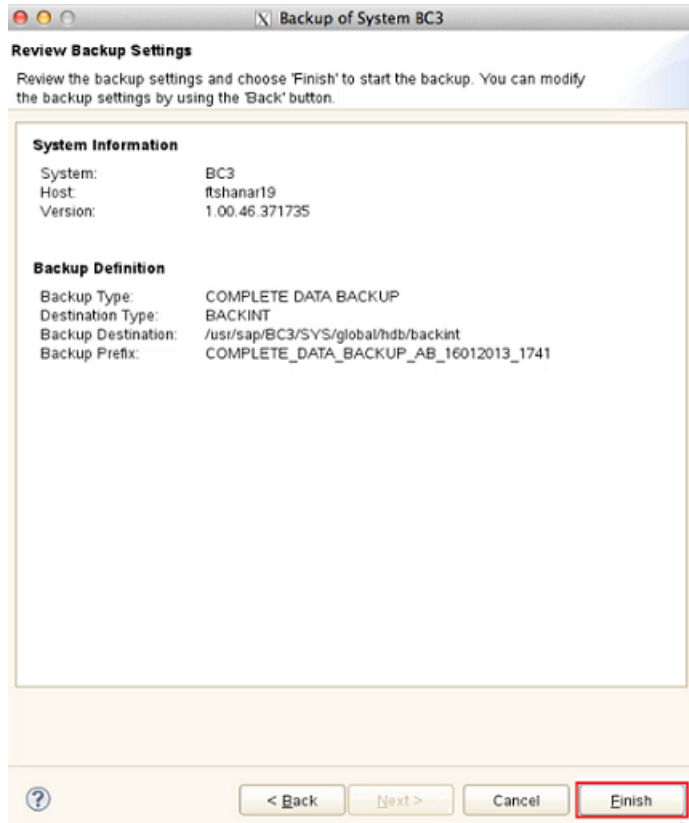 X Backup of System BC3
Review Backup Settings
Review the backup settings and choose 'Finish' to start the backup. You can modify
the backup settings by using the 'Back' button.
System Information
System: BC3
Host: ftshanar19
Version: 1.00.46.371735
Backup Definition
Backup Type: COMPLETE DATA BACKUP
Destination Type: BACKINT
Backup Destination: /usr/sap/BC3/SYS/global/hdb/backint
Backup Prefix: COMPLETE_DATA_BACKUP_AB_16012013_1741
? < Back Next > Cancel Finish